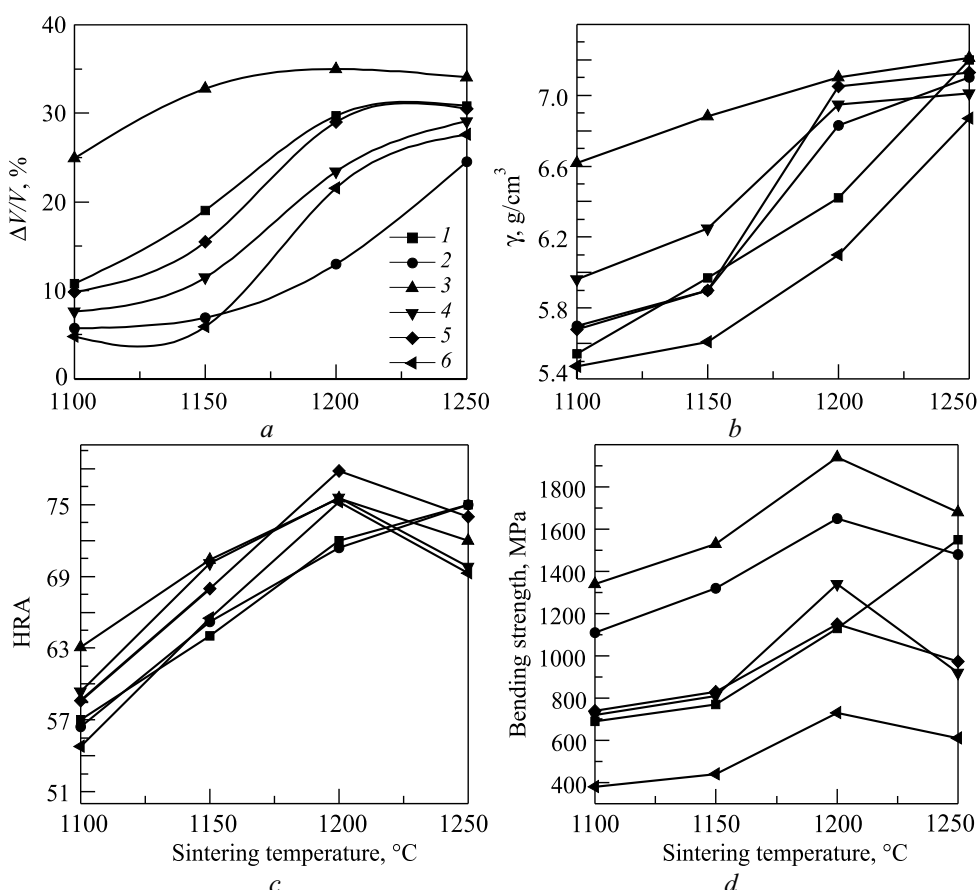 40
30
20
10
0
ΔV/V, %
1
2
3
4
5
6
1100 1150 1200 1250
a
7.0
6.6
6.2
5.8
5.4
γ, g/cm³
1100 1150 1200 1250
b
75
69
63
57
51
HRA
1100 1150 1200 1250
Sintering temperature, °C
c
1800
1600
1400
1200
1000
800
600
400
Bending strength, MPa
1100 1150 1200 1250
Sintering temperature, °C
d